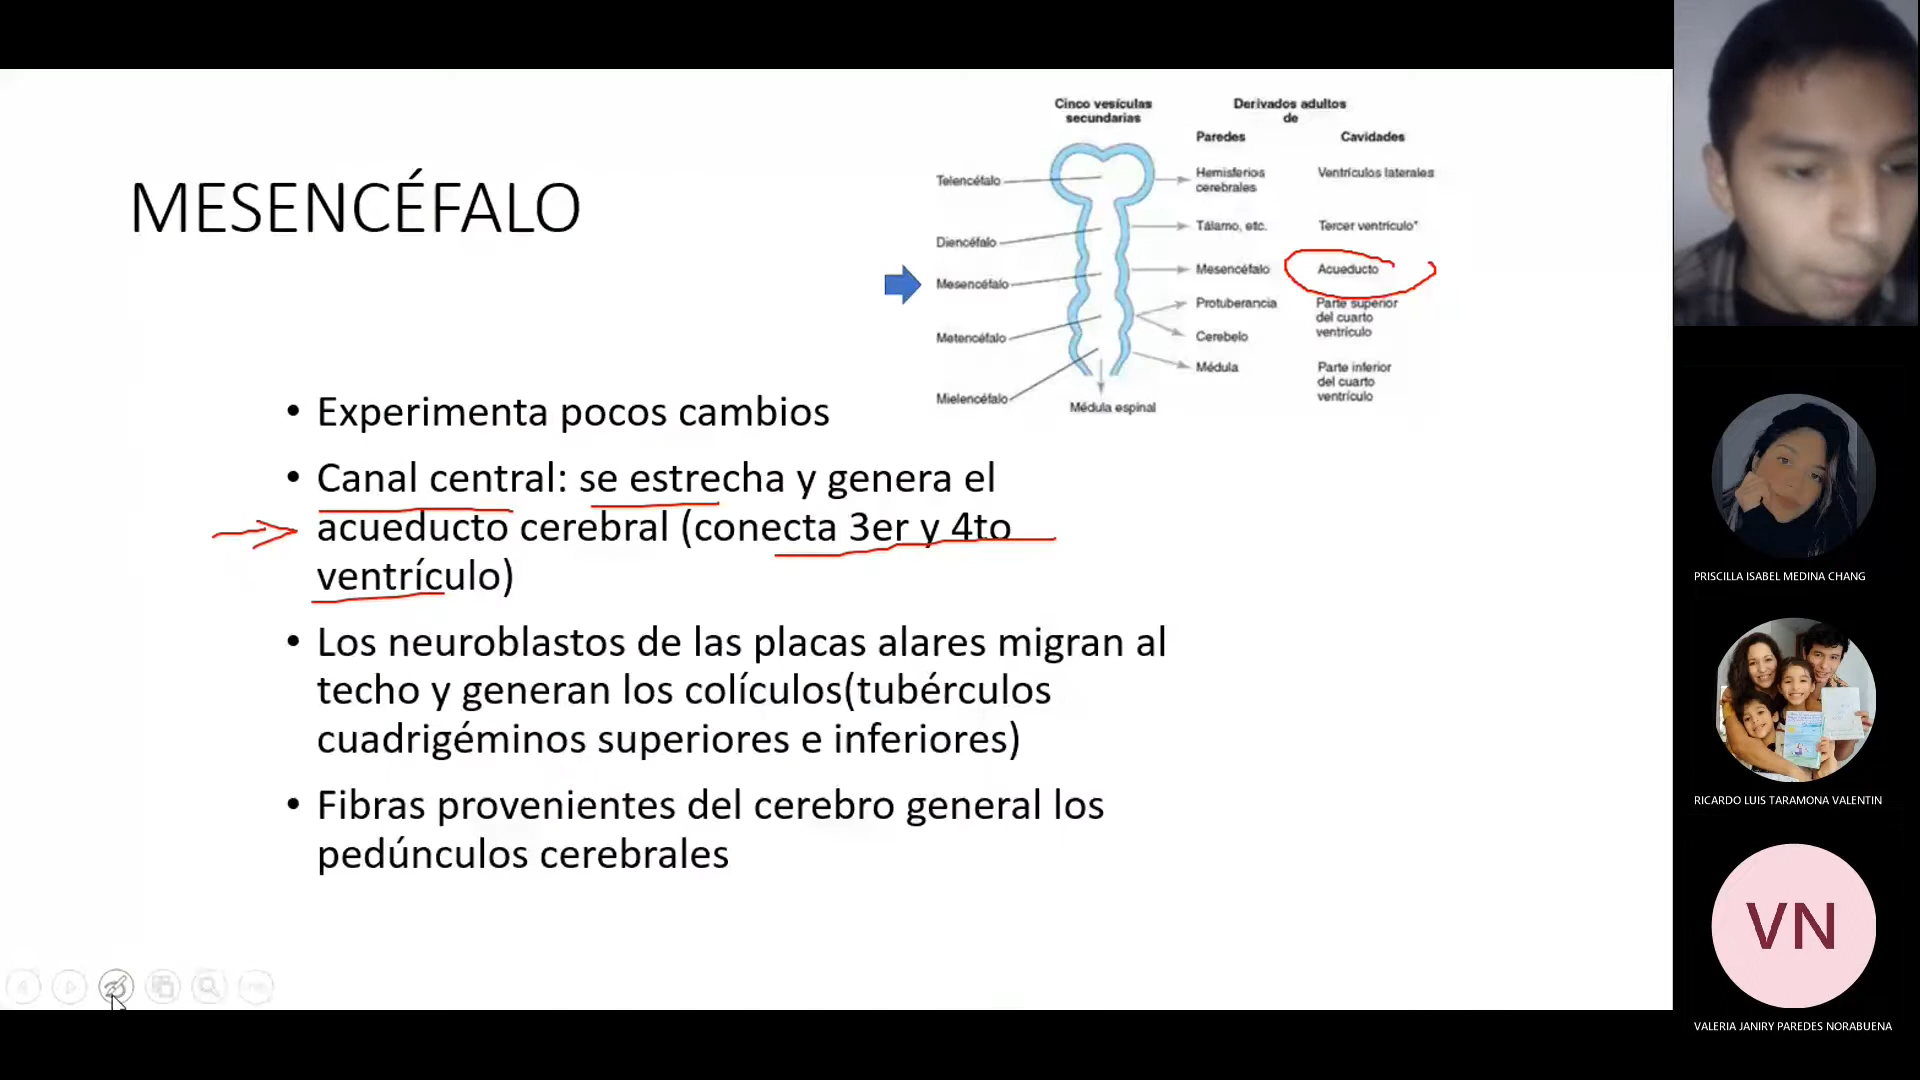 MESENCÉFALO
Cinco vesículas
secundarias
Derivados adultos
de
Paredes
Cavidades
Telencéfalo
Hemisferios
cerebrales
Ventrículos laterales
Diencéfalo
Tálamo, etc.
Tercer ventrículo*
Mesencéfalo
Mesencéfalo
Acueducto
Metencéfalo
Protuberancia
Cerebelo
Parte superior
del cuarto
ventrículo
Mielencéfalo
Médula
Parte inferior
del cuarto
ventrículo
Médula espinal
• Experimenta pocos cambios
• Canal central: se estrecha y genera el
acueducto cerebral (conecta 3er y 4to
ventrículo)
• Los neuroblastos de las placas alares migran al
techo y generan los colículos(tubérculos
cuadrigéminos superiores e inferiores)
• Fibras provenientes del cerebro general los
pedúnculos cerebrales
PRISCILLA ISABEL MEDINA CHANG
RICARDO LUIS TARAMONA VALENTIN
VN
VALERIA JANIRY PAREDES NORABUENA